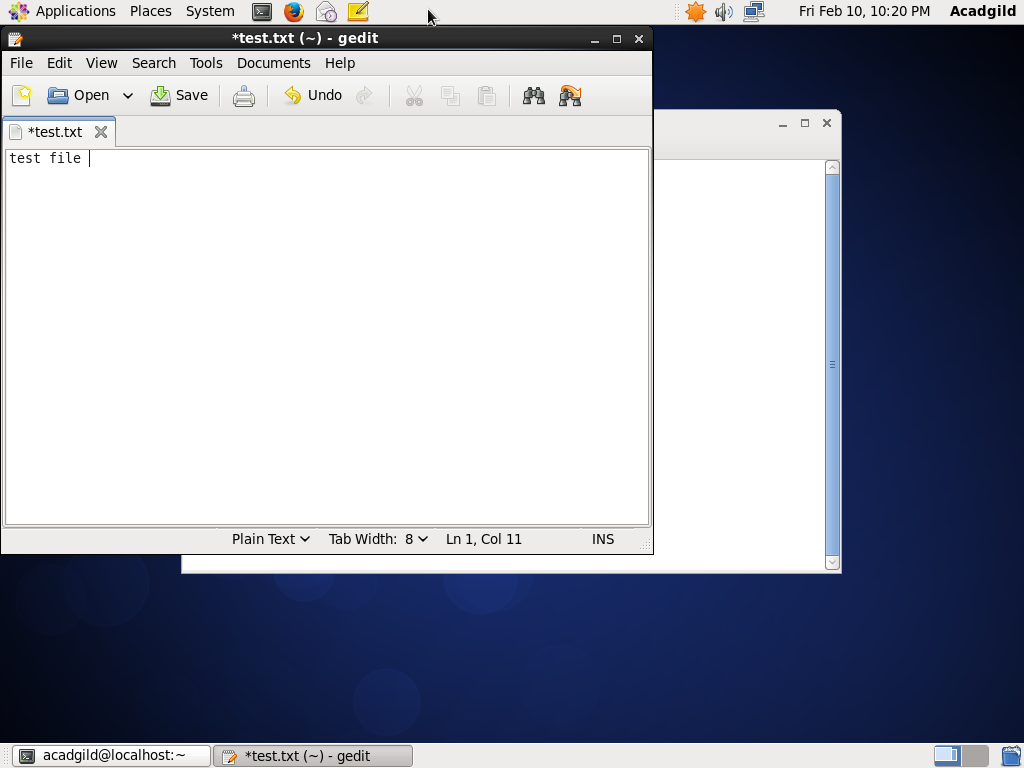 Applications Places System Fri Feb 10, 10:20 PM Acadgild
*test.txt (~) - gedit
File Edit View Search Tools Documents Help
Open Save Undo
*test.txt
test file
Plain Text Tab Width: 8 Ln 1, Col 11 INS
acadgild@localhost:~ *test.txt (~) - gedit